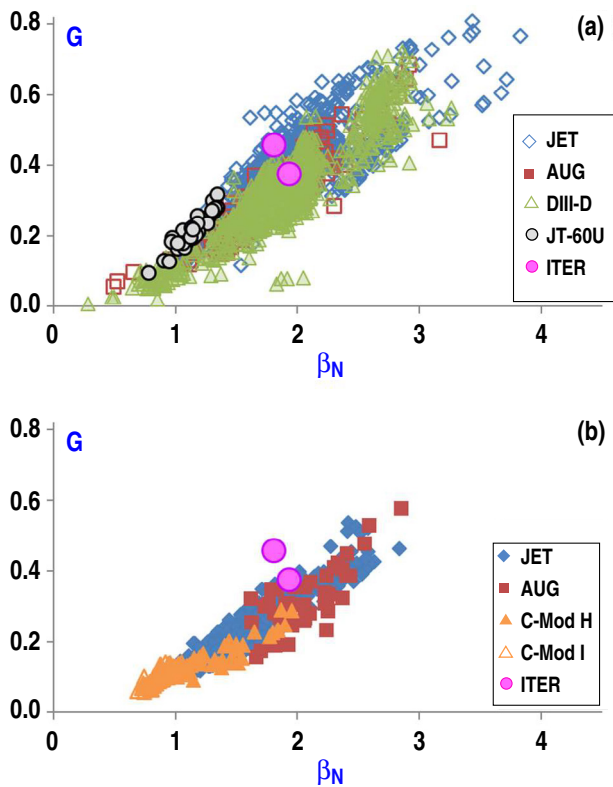 G
(a)
0.8
0.6
0.4
0.2
0.0
0
1
2
3
4
βN
JET
AUG
DIII-D
JT-60U
ITER
G
(b)
0.8
0.6
0.4
0.2
0.0
0
1
2
3
4
βN
JET
AUG
C-Mod H
C-Mod I
ITER